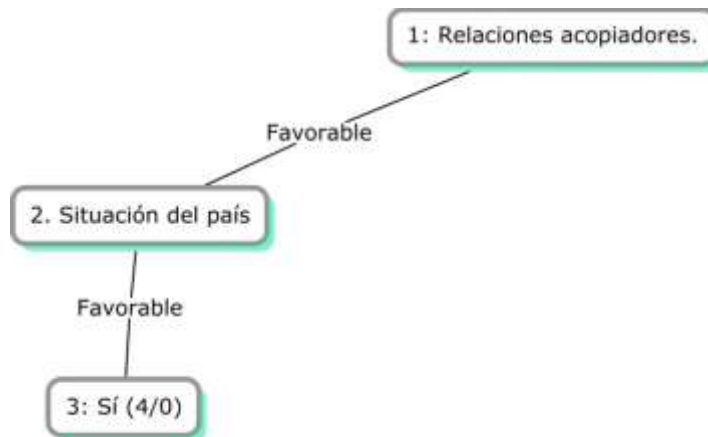 1: Relaciones acopiadores.
Favorable
2. Situación del país
Favorable
3: Sí (4/0)